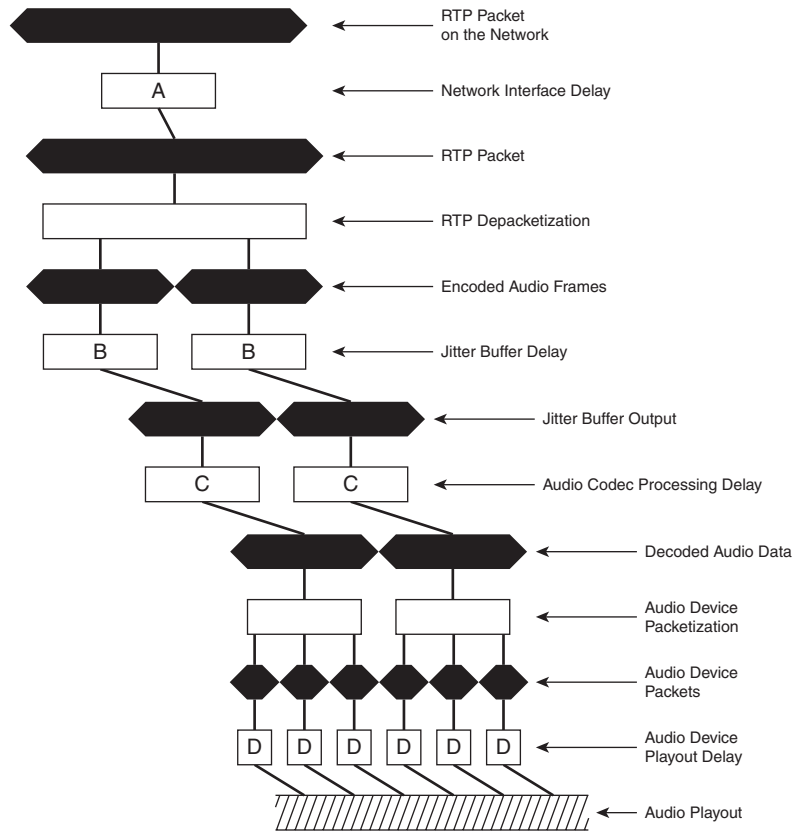 RTP Packet
on the Network
A
Network Interface Delay
RTP Packet
RTP Depacketization
Encoded Audio Frames
B B
Jitter Buffer Delay
Jitter Buffer Output
C C
Audio Codec Processing Delay
Decoded Audio Data
Audio Device
Packetization
Audio Device
Packets
D D D D D D
Audio Device
Playout Delay
Audio Playout